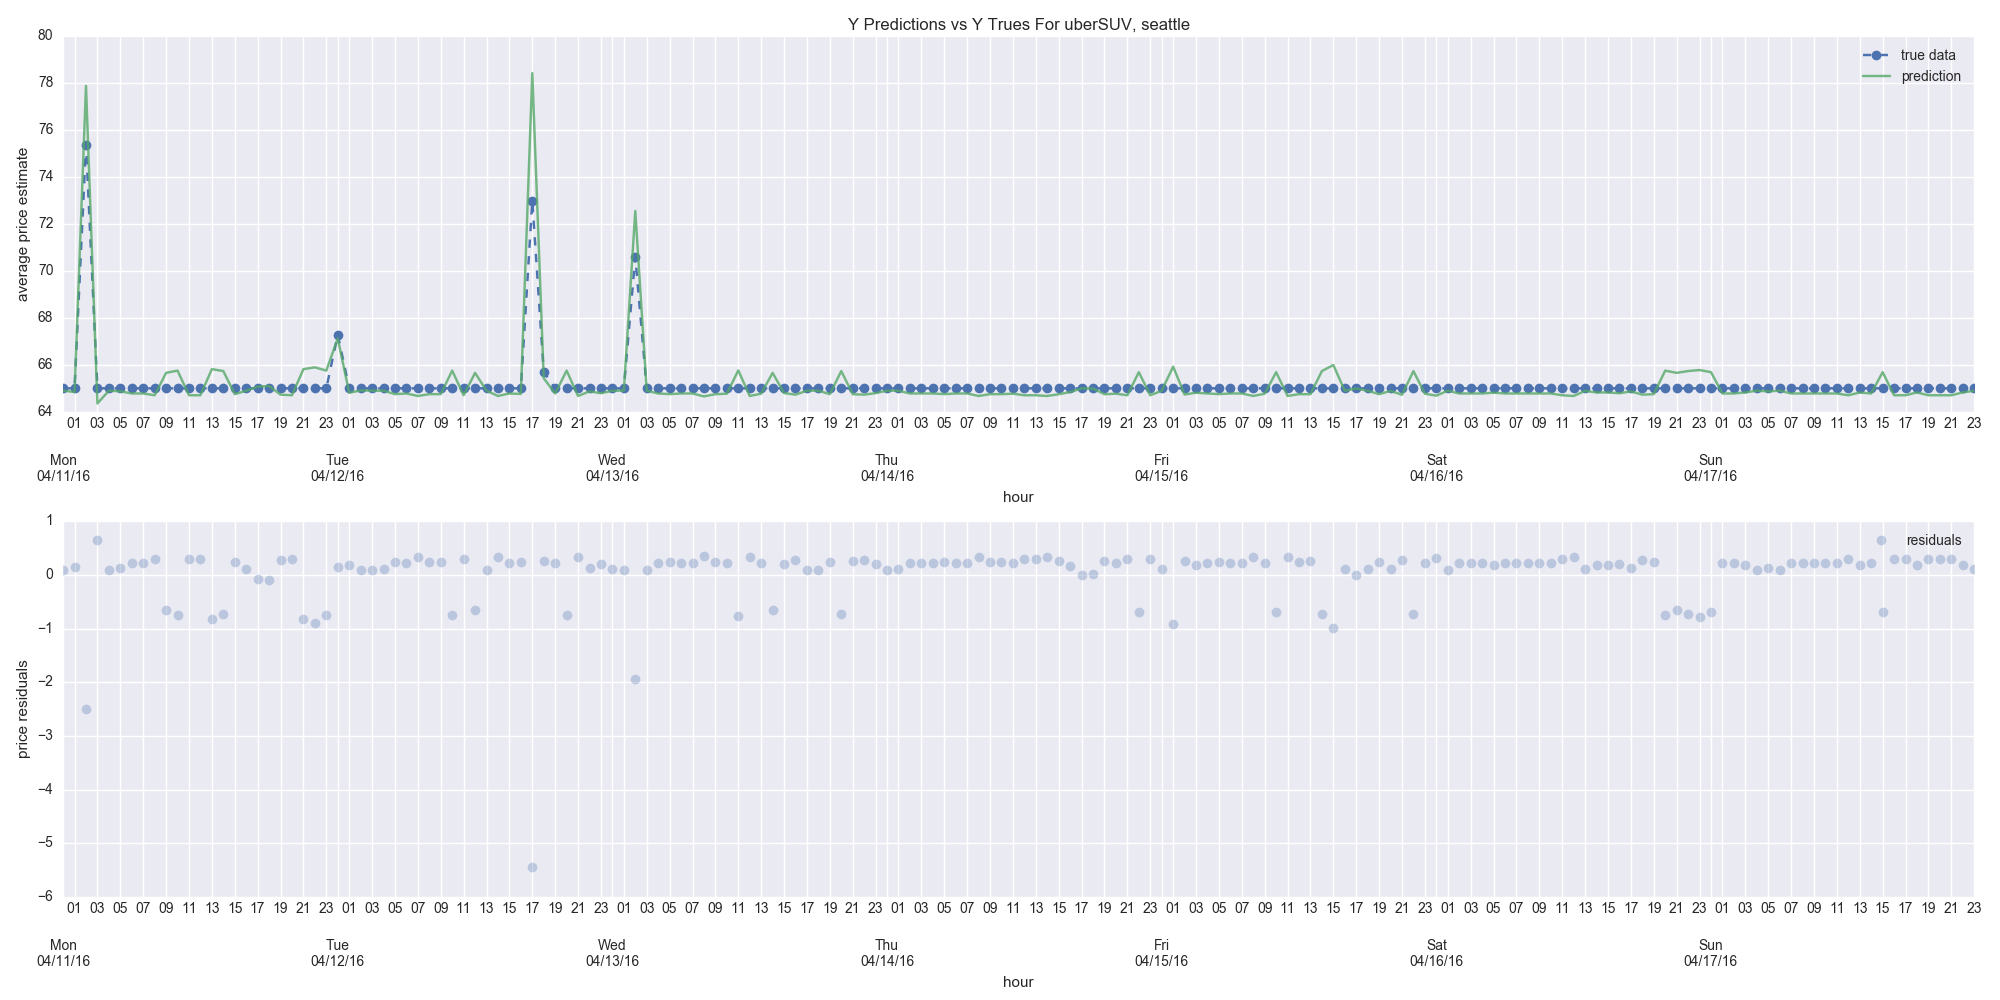 Y Predictions vs Y Trues For uberSUV, seattle
80
78
76
74
72
70
68
66
64
average price estimate
true data
prediction
01 03 05 07 09 11 13 15 17 19 21 23 01 03 05 07 09 11 13 15 17 19 21 23 01 03 05 07 09 11 13 15 17 19 21 23 01 03 05 07 09 11 13 15 17 19 21 23 01 03 05 07 09 11 13 15 17 19 21 23 01 03 05 07 09 11 13 15 17 19 21 23 01 03 05 07 09 11 13 15 17 19 21 23
Mon Tue Wed Thu Fri Sat Sun
04/11/16 04/12/16 04/13/16 04/14/16 04/15/16 04/16/16 04/17/16
hour
1
0
−1
−2
−3
−4
−5
−6
price residuals
residuals
01 03 05 07 09 11 13 15 17 19 21 23 01 03 05 07 09 11 13 15 17 19 21 23 01 03 05 07 09 11 13 15 17 19 21 23 01 03 05 07 09 11 13 15 17 19 21 23 01 03 05 07 09 11 13 15 17 19 21 23 01 03 05 07 09 11 13 15 17 19 21 23 01 03 05 07 09 11 13 15 17 19 21 23
Mon Tue Wed Thu Fri Sat Sun
04/11/16 04/12/16 04/13/16 04/14/16 04/15/16 04/16/16 04/17/16
hour